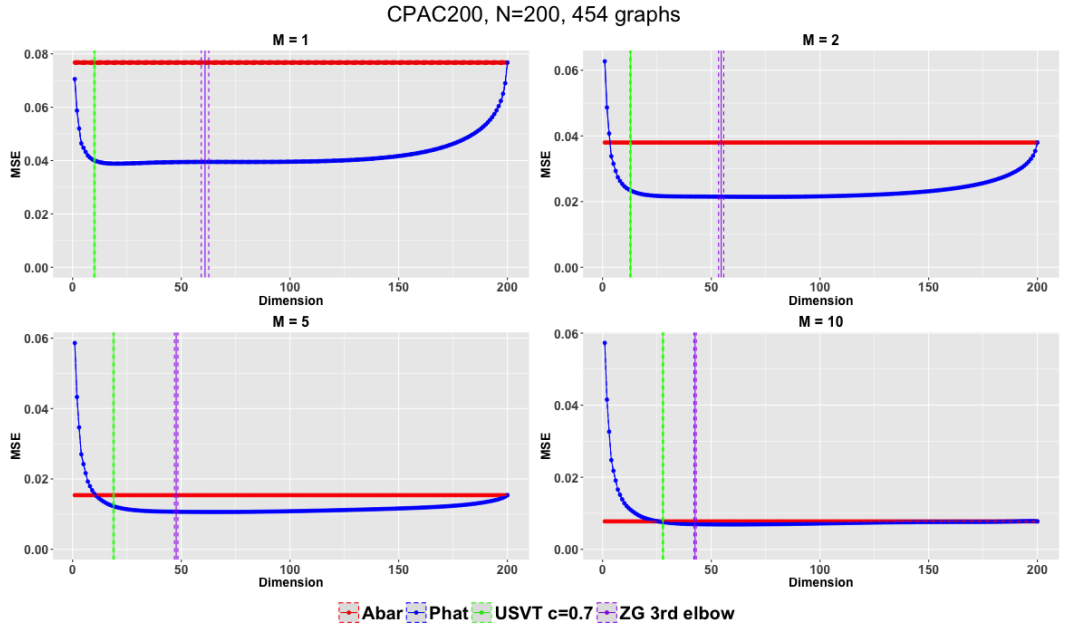 CPAC200, N=200, 454 graphs
M = 1
MSE
0.08
0.06
0.04
0.02
0.00
0 50 100 150 200
Dimension
M = 2
MSE
0.06
0.04
0.02
0.00
0 50 100 150 200
Dimension
M = 5
MSE
0.06
0.04
0.02
0.00
0 50 100 150 200
Dimension
M = 10
MSE
0.06
0.04
0.02
0.00
0 50 100 150 200
Dimension
Abar Phat USVT c=0.7 ZG 3rd elbow